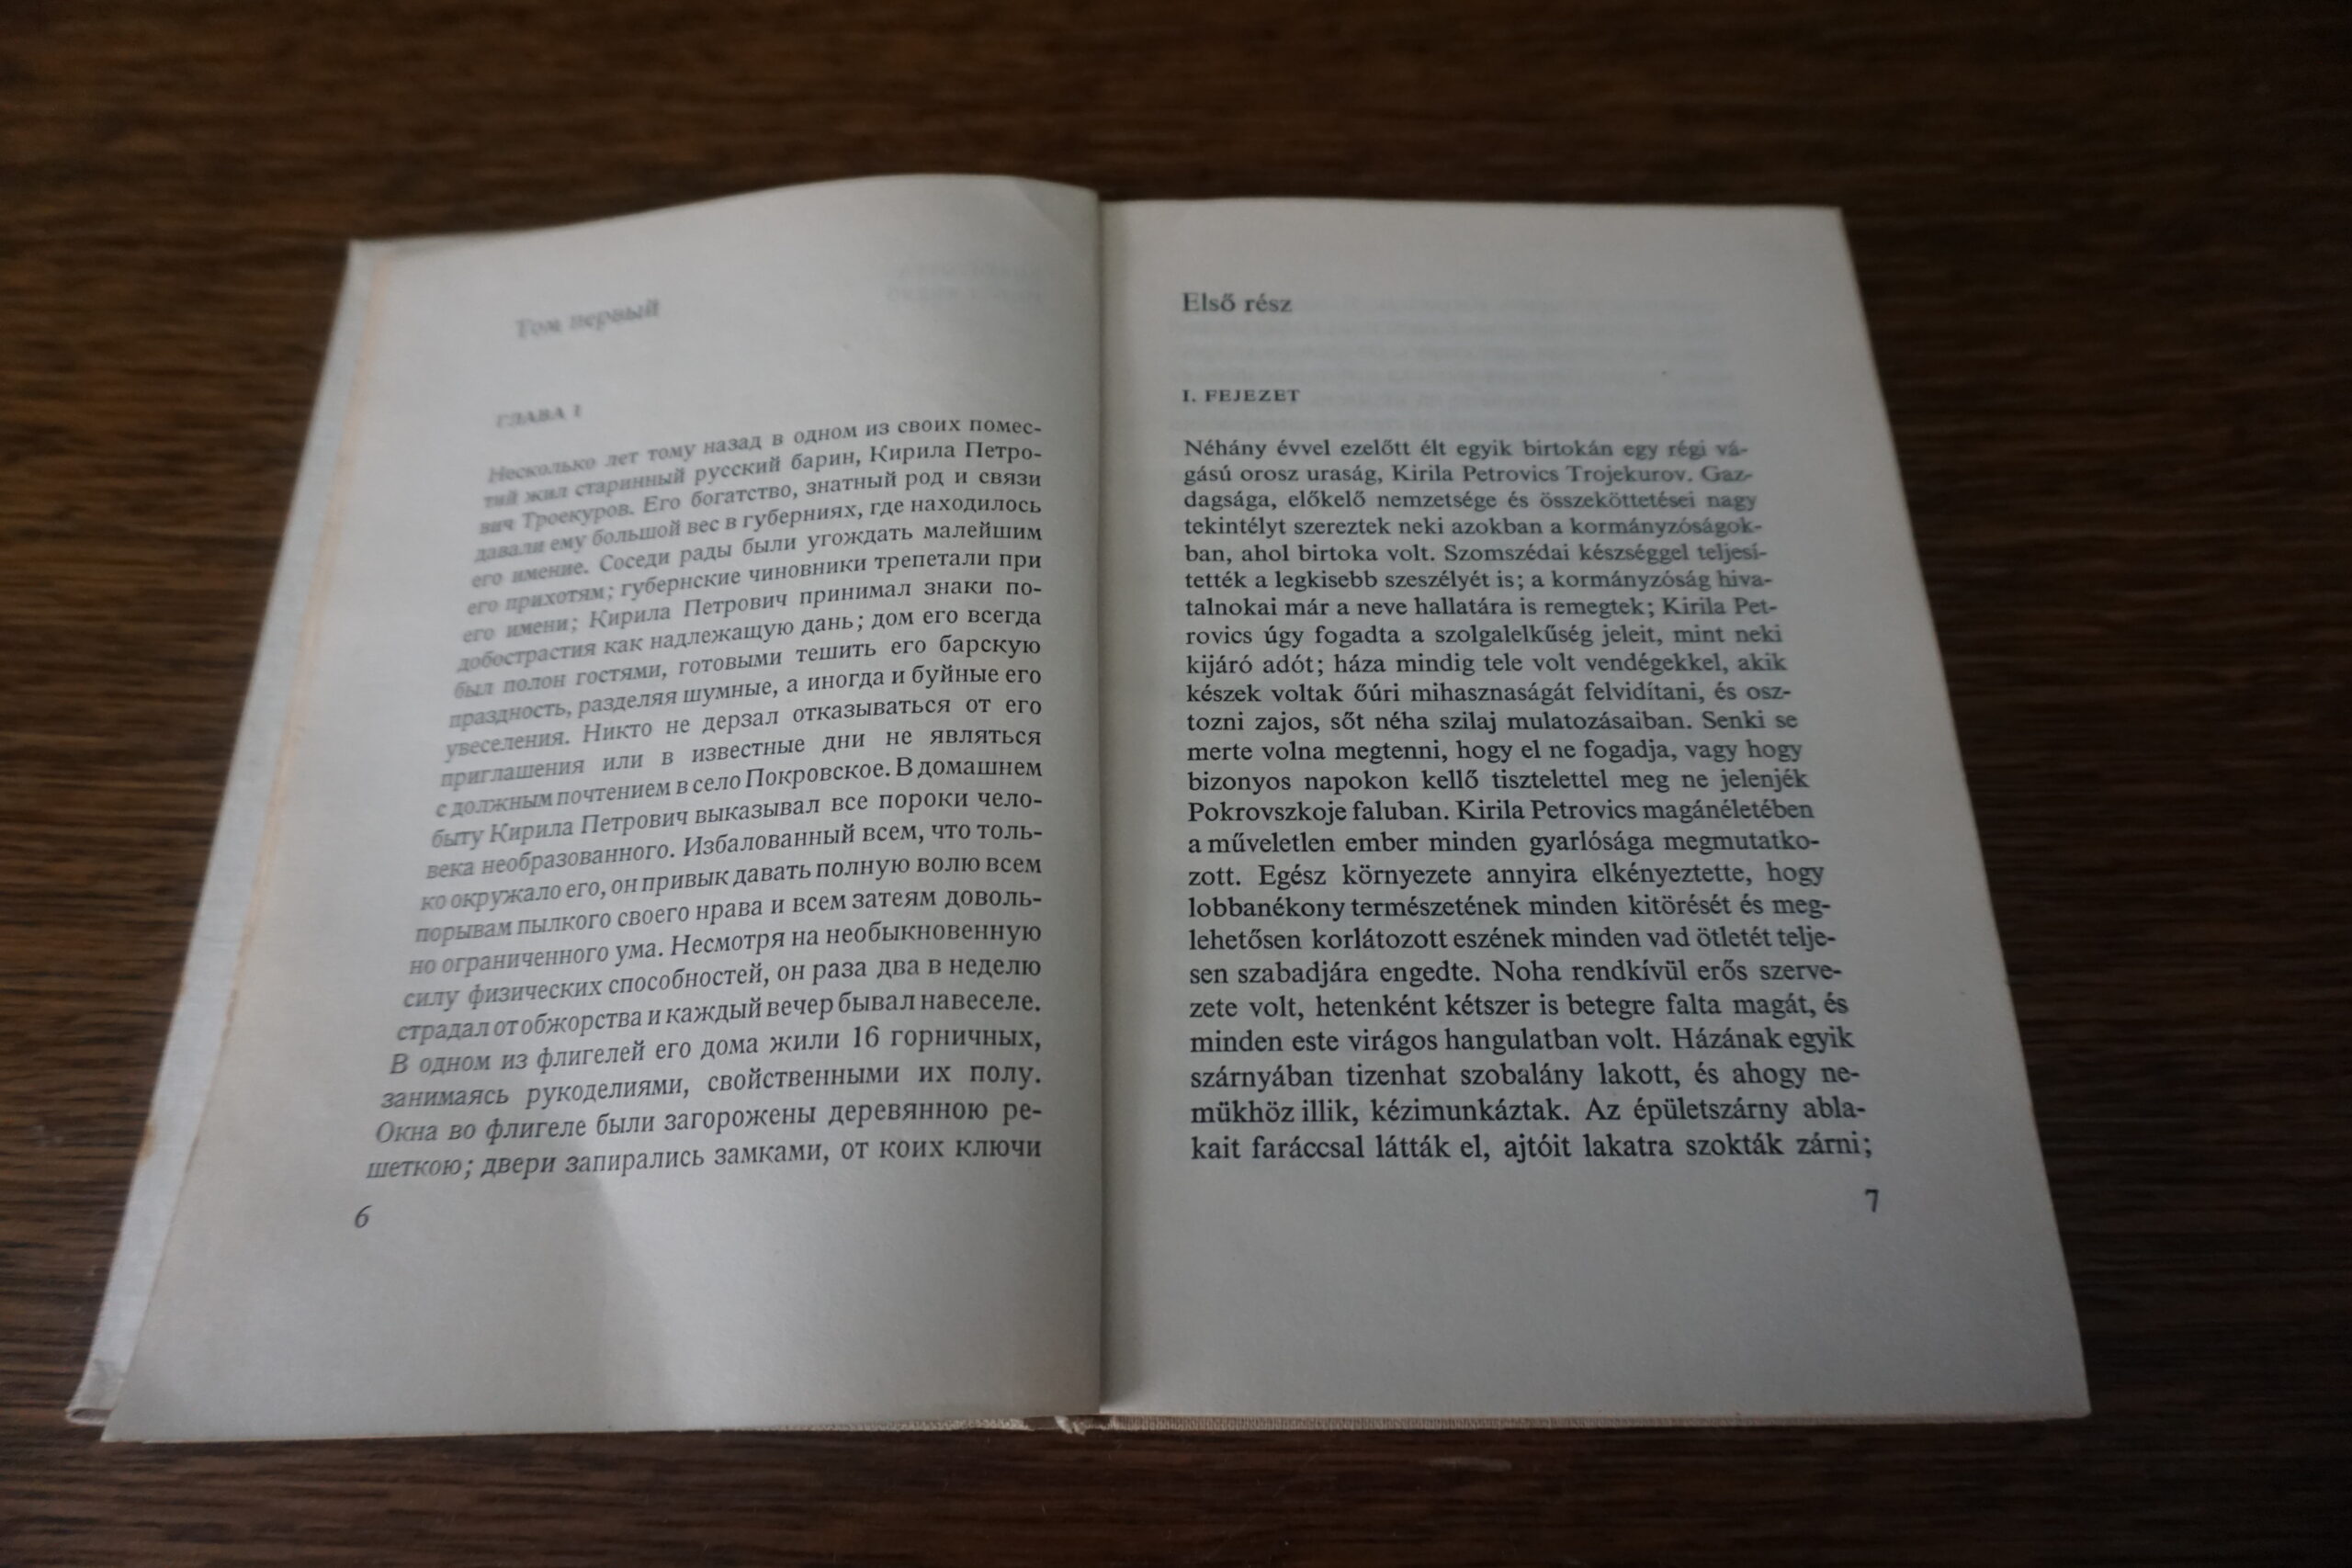 Том первый
ГЛАВА I
Несколько лет тому назад в одном из своих помес-
тий жил старинный русский барин, Кирила Петро-
вич Троекуров. Его богатство, знатный род и связи
давали ему большой вес в губерниях, где находилось
его имение. Соседи рады были угождать малейшим
его прихотям; губернские чиновники трепетали при
его имени; Кирила Петрович принимал знаки по-
добострастия как надлежащую дань; дом его всегда
был полон гостями, готовыми тешить его барскую
праздность, разделяя шумные, а иногда и буйные его
увеселения. Никто не дерзал отказываться от его
приглашения или в известные дни не являться
с должным почтением в село Покровское. В домашнем
быту Кирила Петрович выказывал все пороки чело-
века необразованного. Избалованный всем, что толь-
ко окружало его, он привык давать полную волю всем
порывам пылкого своего нрава и всем затеям доволь-
но ограниченного ума. Несмотря на необыкновенную
силу физических способностей, он раза два в неделю
страдал от обжорства и каждый вечер бывал навеселе.
В одном из флигелей его дома жили 16 горничных,
занимаясь рукоделиями, свойственными их полу.
Окна во флигеле были загорожены деревянною ре-
шеткою; двери запирались замками, от коих ключи
6
Első rész
I. FEJEZET
Néhány évvel ezelőtt élt egyik birtokán egy régi vá-
gású orosz uraság, Kirila Petrovics Trojekurov. Gaz-
dagsága, előkelő nemzetsége és összeköttetései nagy
tekintélyt szereztek neki azokban a kormányzóságok-
ban, ahol birtoka volt. Szomszédai készséggel teljesí-
tették a legkisebb szeszélyét is; a kormányzóság hiva-
talnokai már a neve hallatára is remegtek; Kirila Pet-
rovics úgy fogadta a szolgalelkűség jeleit, mint neki
kijáró adót; háza mindig tele volt vendégekkel, akik
készek voltak őúri mihasznaságát felvidítani, és osz-
tozni zajos, sőt néha szilaj mulatozásaiban. Senki se
merte volna megtenni, hogy el ne fogadja, vagy hogy
bizonyos napokon kellő tisztelettel meg ne jelenjék
Pokrovszkoje faluban. Kirila Petrovics magánéletében
a műveletlen ember minden gyarlósága megmutatko-
zott. Egész környezete annyira elkényeztette, hogy
lobbanékony természetének minden kitörését és meg-
lehetősen korlátozott eszének minden vad ötletét telje-
sen szabadjára engedte. Noha rendkívül erős szerve-
zete volt, hetenként kétszer is betegre falta magát, és
minden este virágos hangulatban volt. Házának egyik
szárnyában tizenhat szobalány lakott, és ahogy ne-
mükhöz illik, kézimunkáztak. Az épületszárny abla-
kait faráccsal látták el, ajtóit lakatra szokták zárni;
7